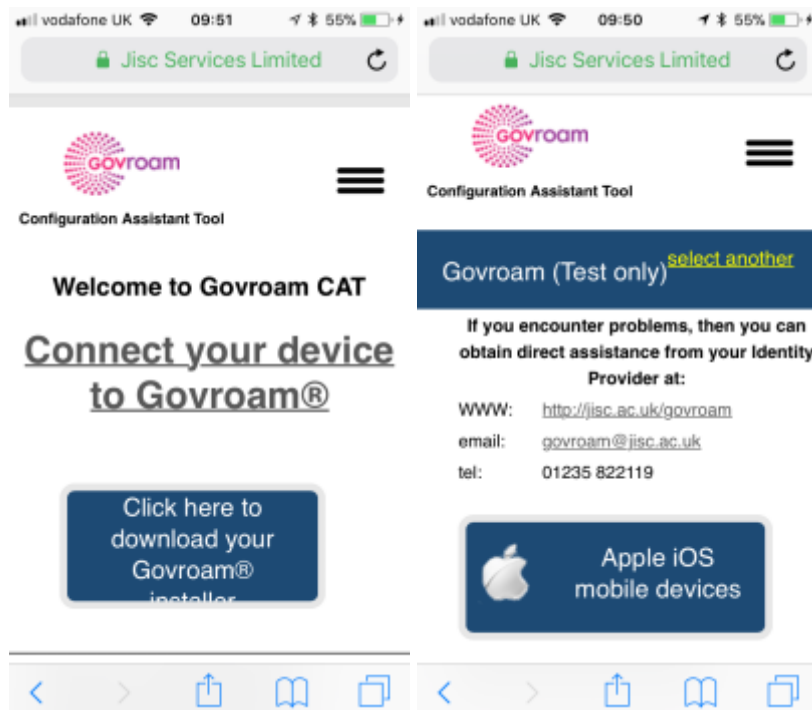 vodafone UK 09:51 55%
Jisc Services Limited
Govroam
Configuration Assistant Tool
Welcome to Govroam CAT
Connect your device
to Govroam®
Click here to
download your
Govroam®
installer
vodafone UK 09:50 55%
Jisc Services Limited
Govroam
Configuration Assistant Tool
Govroam (Test only) select another
If you encounter problems, then you can
obtain direct assistance from your Identity
Provider at:
WWW: http://jisc.ac.uk/govroam
email: govroam@jisc.ac.uk
tel: 01235 822119
Apple iOS
mobile devices